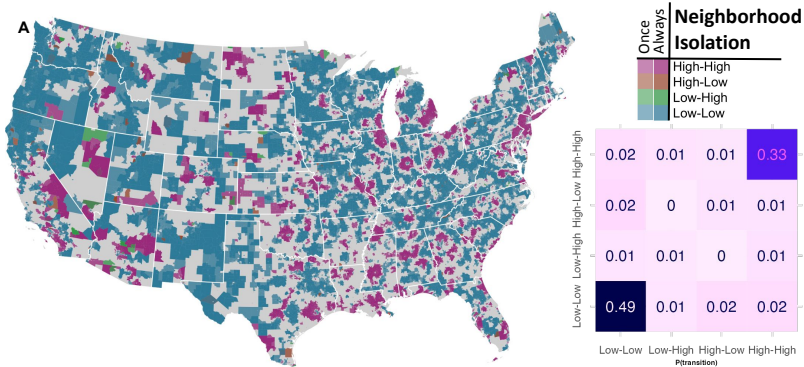 A
Once
Always
Neighborhood
Isolation
High-High
High-Low
Low-High
Low-Low
High-High
0.02 0.01 0.01 0.33
High-Low
0.02 0 0.01 0.01
Low-High
0.01 0.01 0 0.01
Low-Low
0.49 0.01 0.02 0.02
Low-Low Low-High High-Low High-High
P(transition)